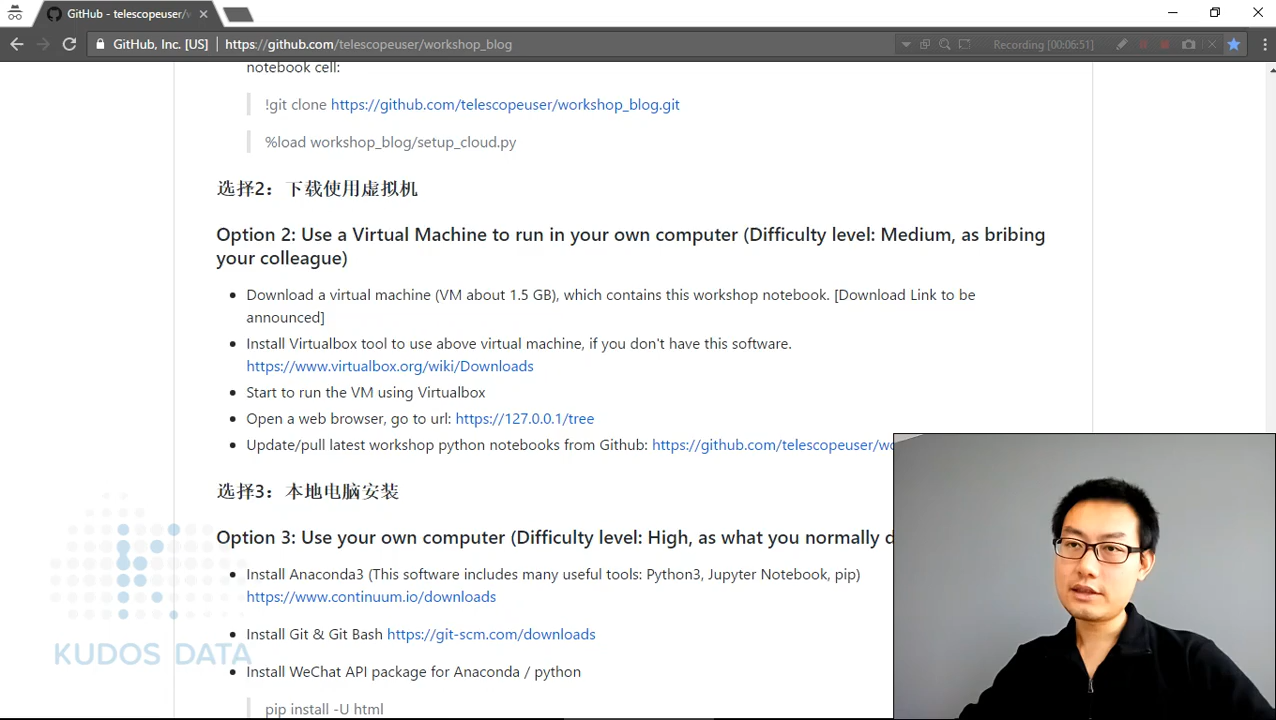 GitHub - telescopeuser/w
GitHub, Inc. [US] https://github.com/telescopeuser/workshop_blog
Recording [00:06:51]
notebook cell:
!git clone https://github.com/telescopeuser/workshop_blog.git
%load workshop_blog/setup_cloud.py
选择2：下载使用虚拟机
Option 2: Use a Virtual Machine to run in your own computer (Difficulty level: Medium, as bribing
your colleague)
Download a virtual machine (VM about 1.5 GB), which contains this workshop notebook. [Download Link to be
announced]
Install Virtualbox tool to use above virtual machine, if you don't have this software.
https://www.virtualbox.org/wiki/Downloads
Start to run the VM using Virtualbox
Open a web browser, go to url: https://127.0.0.1/tree
Update/pull latest workshop python notebooks from Github: https://github.com/telescopeuser/wo
选择3：本地电脑安装
Option 3: Use your own computer (Difficulty level: High, as what you normally d
Install Anaconda3 (This software includes many useful tools: Python3, Jupyter Notebook, pip)
https://www.continuum.io/downloads
Install Git & Git Bash https://git-scm.com/downloads
KUDOS DATA
Install WeChat API package for Anaconda / python
pip install -U html